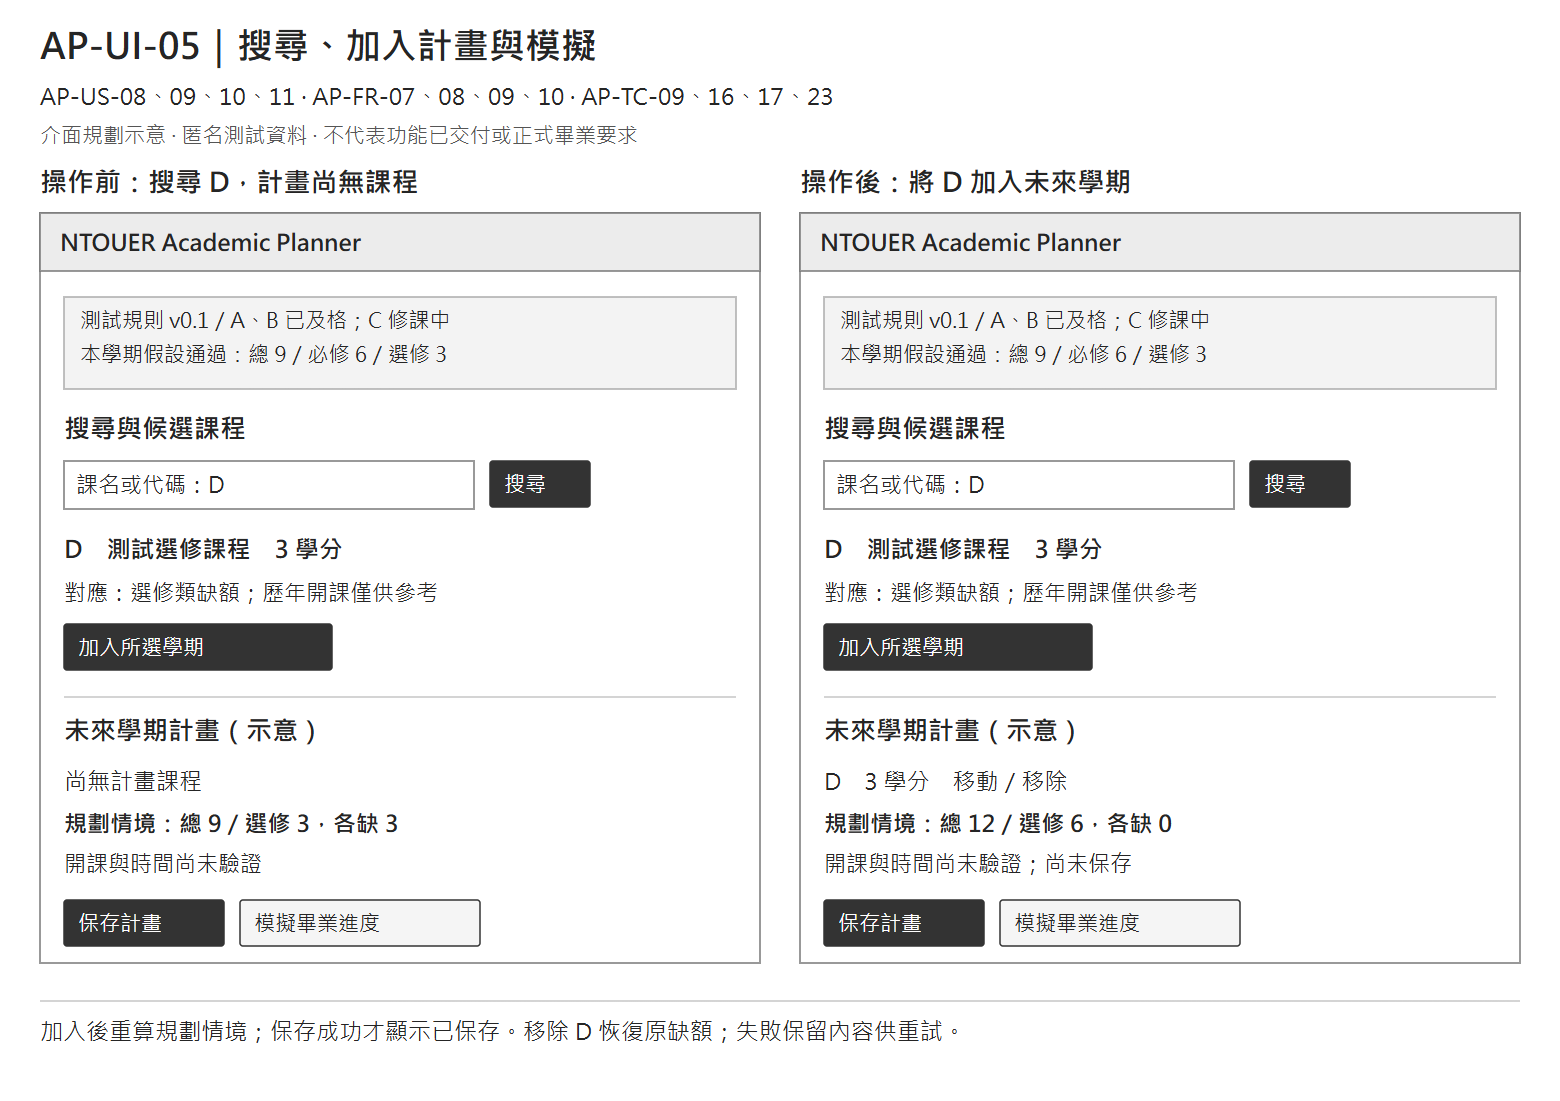 AP-UI-05｜搜尋、加入計畫與模擬
AP-US-08、09、10、11 · AP-FR-07、08、09、10 · AP-TC-09、16、17、23
介面規劃示意 · 匿名測試資料 · 不代表功能已交付或正式畢業要求
操作前：搜尋 D，計畫尚無課程
NTOUER Academic Planner
測試規則 v0.1 / A、B 已及格；C 修課中
本學期假設通過：總 9 / 必修 6 / 選修 3
搜尋與候選課程
課名或代碼：D
搜尋
D　測試選修課程　3 學分
對應：選修類缺額；歷年開課僅供參考
加入所選學期
未來學期計畫（示意）
尚無計畫課程
規劃情境：總 9 / 選修 3，各缺 3
開課與時間尚未驗證
保存計畫
模擬畢業進度
操作後：將 D 加入未來學期
NTOUER Academic Planner
測試規則 v0.1 / A、B 已及格；C 修課中
本學期假設通過：總 9 / 必修 6 / 選修 3
搜尋與候選課程
課名或代碼：D
搜尋
D　測試選修課程　3 學分
對應：選修類缺額；歷年開課僅供參考
加入所選學期
未來學期計畫（示意）
D　3 學分　移動 / 移除
規劃情境：總 12 / 選修 6，各缺 0
開課與時間尚未驗證；尚未保存
保存計畫
模擬畢業進度
加入後重算規劃情境；保存成功才顯示已保存。移除 D 恢復原缺額；失敗保留內容供重試。